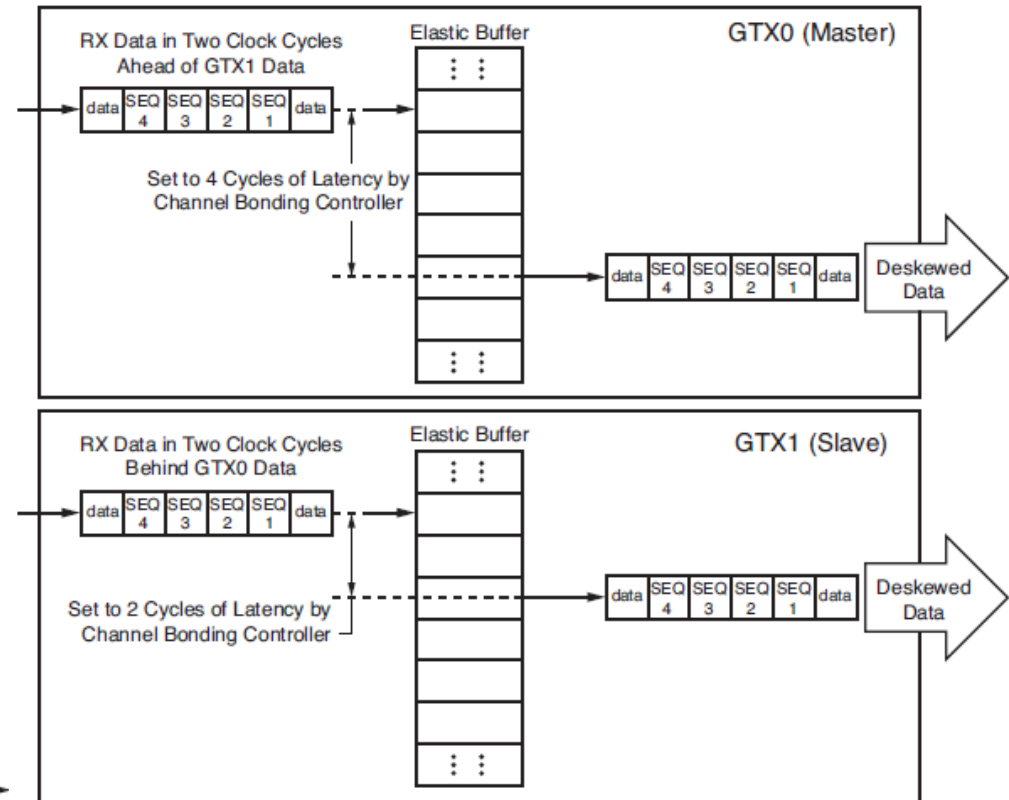 GTX0 (Master)
RX Data in Two Clock Cycles
Ahead of GTX1 Data
Elastic Buffer
data SEQ 4 SEQ 3 SEQ 2 SEQ 1 data
Set to 4 Cycles of Latency by
Channel Bonding Controller
data SEQ 4 SEQ 3 SEQ 2 SEQ 1 data
Deskewed
Data
GTX1 (Slave)
RX Data in Two Clock Cycles
Behind GTX0 Data
Elastic Buffer
data SEQ 4 SEQ 3 SEQ 2 SEQ 1 data
Set to 2 Cycles of Latency by
Channel Bonding Controller
data SEQ 4 SEQ 3 SEQ 2 SEQ 1 data
Deskewed
Data